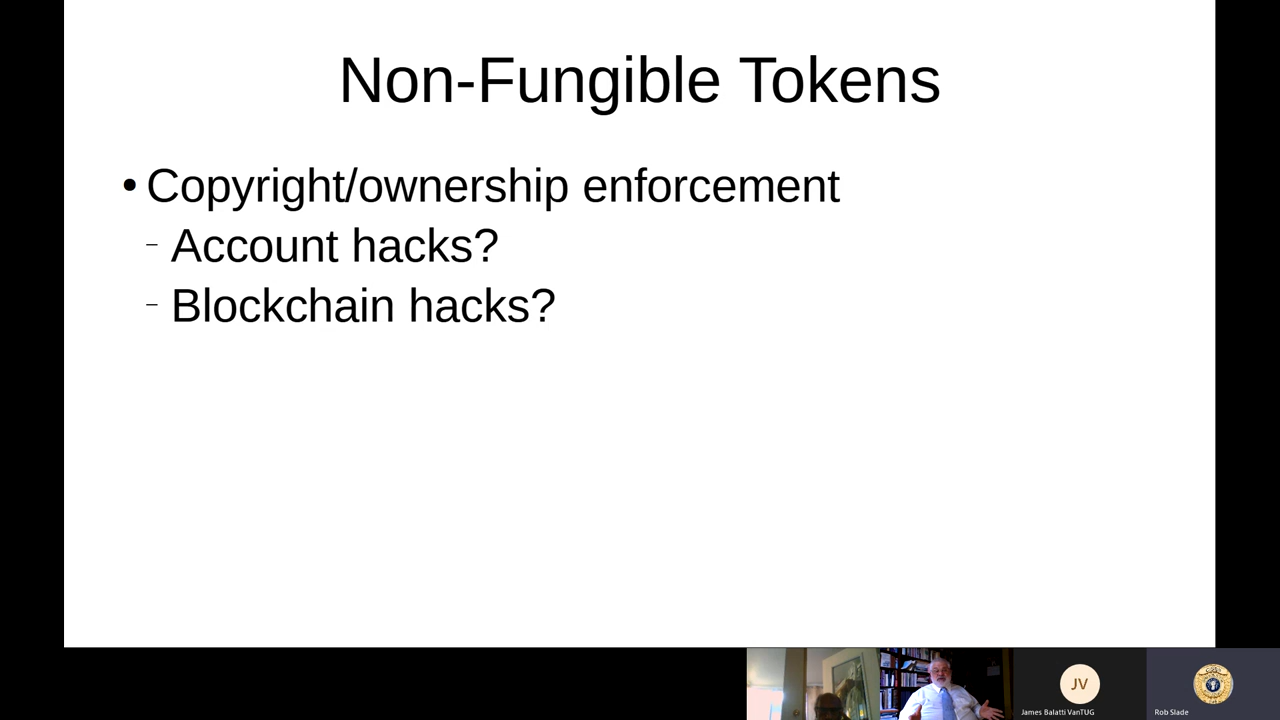 Non-Fungible Tokens
• Copyright/ownership enforcement
– Account hacks?
– Blockchain hacks?
JV
James Balatti VanTUG
Rob Slade